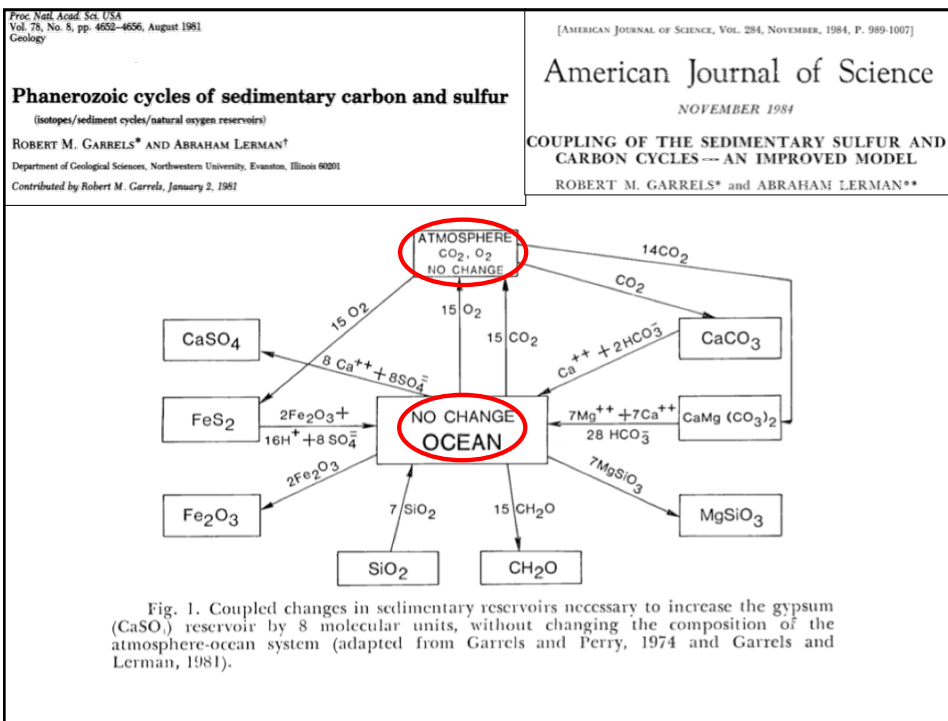 Proc. Natl. Acad. Sci. USA
Vol. 78, No. 8, pp. 4652–4656, August 1981
Geology
Phanerozoic cycles of sedimentary carbon and sulfur
(isotopes/sediment cycles/natural oxygen reservoirs)
ROBERT M. GARRELS* AND ABRAHAM LERMAN†
Department of Geological Sciences, Northwestern University, Evanston, Illinois 60201
Contributed by Robert M. Garrels, January 2, 1981
[AMERICAN JOURNAL OF SCIENCE, VOL. 284, NOVEMBER, 1984, P. 989-1007]
American Journal of Science
NOVEMBER 1984
COUPLING OF THE SEDIMENTARY SULFUR AND
CARBON CYCLES — AN IMPROVED MODEL
ROBERT M. GARRELS* and ABRAHAM LERMAN**
ATMOSPHERE
CO₂, O₂
NO CHANGE
14CO₂
CO₂
15 O₂
15 O₂
15 CO₂
CaSO₄
CaCO₃
8 Ca⁺⁺+8SO₄⁼
Ca⁺⁺+2HCO₃⁻
FeS₂
2Fe₂O₃+
16H⁺+8 SO₄⁼
NO CHANGE
OCEAN
7Mg⁺⁺+7Ca⁺⁺
28 HCO₃⁻
CaMg (CO₃)₂
2Fe₂O₃
7MgSiO₃
Fe₂O₃
7 SiO₂
15 CH₂O
MgSiO₃
SiO₂
CH₂O
Fig. 1. Coupled changes in sedimentary reservoirs necessary to increase the gypsum
(CaSO₄) reservoir by 8 molecular units, without changing the composition of the
atmosphere-ocean system (adapted from Garrels and Perry, 1974 and Garrels and
Lerman, 1981).